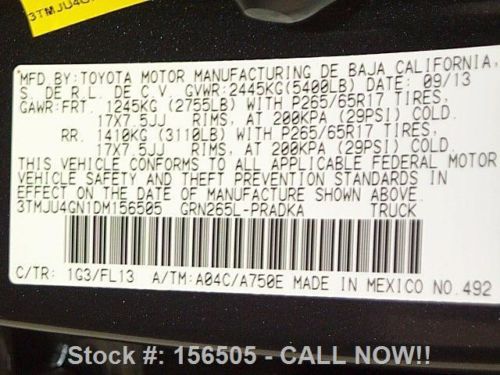 3TMJU4G
MFD. BY: TOYOTA MOTOR MANUFACTURING DE BAJA CALIFORNIA,
S. DE R.L. DE C.V. GVWR: 2445KG(5400LB) DATE: 09/13
GAWR: FRT. 1245KG (2755LB) WITH P265/65R17 TIRES,
17X7.5JJ RIMS, AT 200KPA (29PSI) COLD.
RR. 1410KG (3110LB) WITH P265/65R17 TIRES,
17X7.5JJ RIMS, AT 200KPA (29PSI) COLD.
THIS VEHICLE CONFORMS TO ALL APPLICABLE FEDERAL MOTOR
VEHICLE SAFETY AND THEFT PREVENTION STANDARDS IN
EFFECT ON THE DATE OF MANUFACTURE SHOWN ABOVE.
3TMJU4GN1DM156505 GRN265L-PRADKA TRUCK
C/TR: 1G3/FL13 A/TM: A04C/A750E MADE IN MEXICO NO. 492
Stock #: 156505 - CALL NOW!!